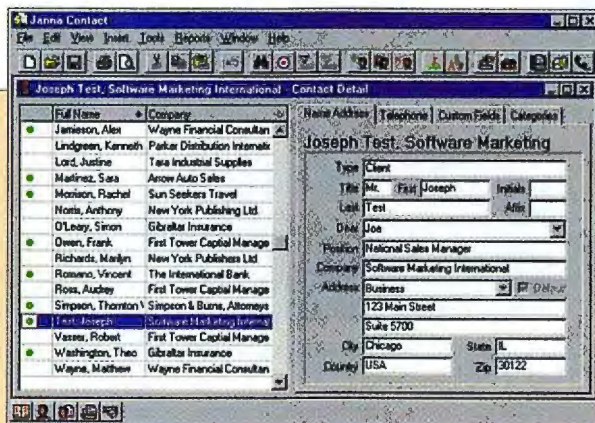 Janna Contact
File Edit View Insert Tools Reports Window Help
Joseph Test, Software Marketing International - Contact Detail
Full Name Company
Jamieson, Alex Wayne Financial Consultan
Lindgreen, Kenneth Parker Distribution Internatio
Lord, Justine Tara Industrial Supplies
Martinez, Sara Arrow Auto Sales
Morrison, Rachel Sun Seekers Travel
Norris, Anthony New York Publishing Ltd.
O'Leary, Simon Gibraltar Insurance
Owen, Frank First Tower Captial Manage
Richards, Marilyn New York Publishers Ltd
Romano, Vincent The International Bank
Ross, Audrey First Tower Captial Manage
Simpson, Thornton Simpson & Burns, Attorneys
Test, Joseph Software Marketing Internat
Vasser, Robert First Tower Captial Manage
Washington, Theo Gibraltar Insurance
Wayne, Matthew Wayne Financial Consultan
Name Address Telephone Custom Fields Categories
Joseph Test, Software Marketing
Type Client
Title Mr. First Joseph Initials
Last Test Affix
Dear Joe
Position National Sales Manager
Company Software Marketing International
Address Business Default
123 Main Street
Suite 5700
City Chicago State IL
Country USA Zip 30122